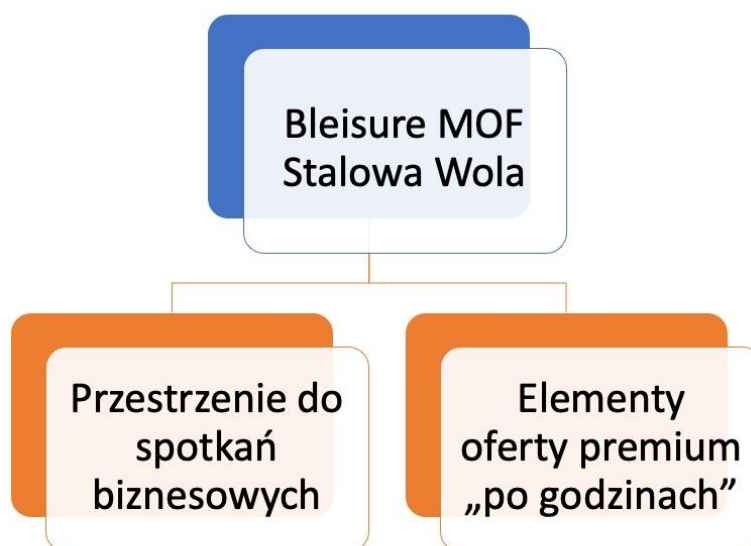 Bleisure MOF
Stalowa Wola
Przestrzenie do
spotkań
biznesowych
Elementy
oferty premium
„po godzinach”